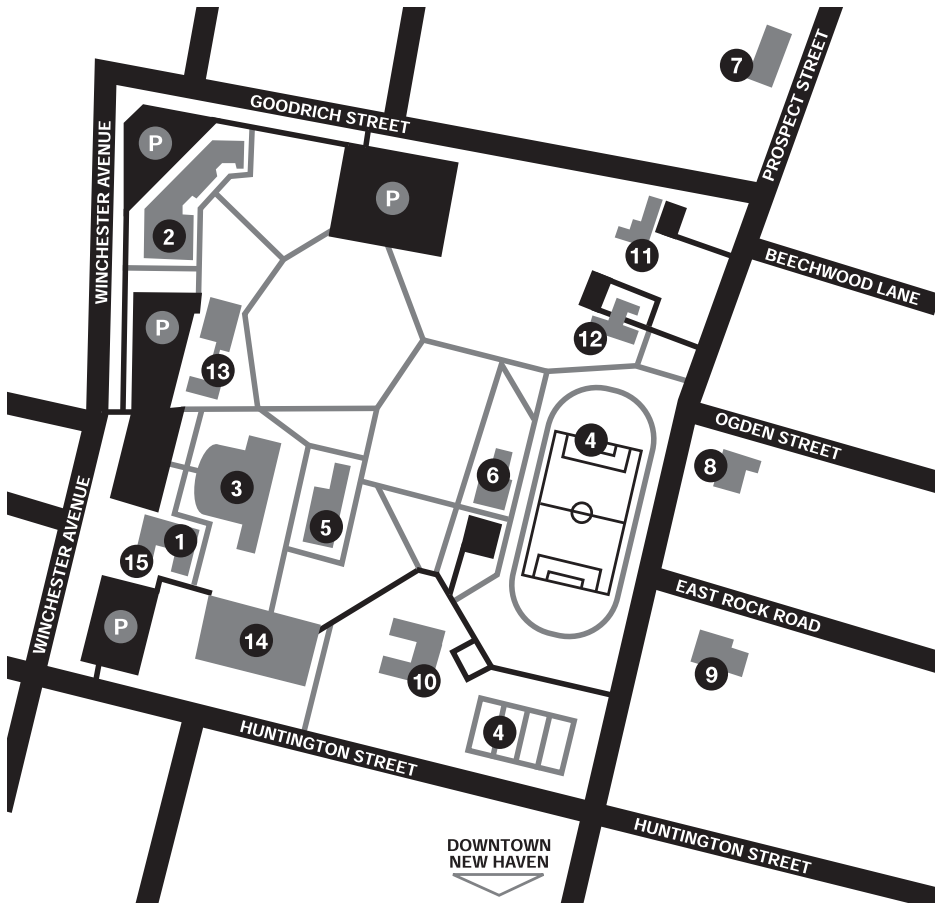 7
PROSPECT STREET
GOODRICH STREET
WINCHESTER AVENUE
P
P
2
11
BEECHWOOD LANE
P
12
13
4
OGDEN STREET
8
6
3
5
1
15
WINCHESTER AVENUE
EAST ROCK ROAD
P
14
9
10
4
HUNTINGTON STREET
HUNTINGTON STREET
DOWNTOWN
NEW HAVEN